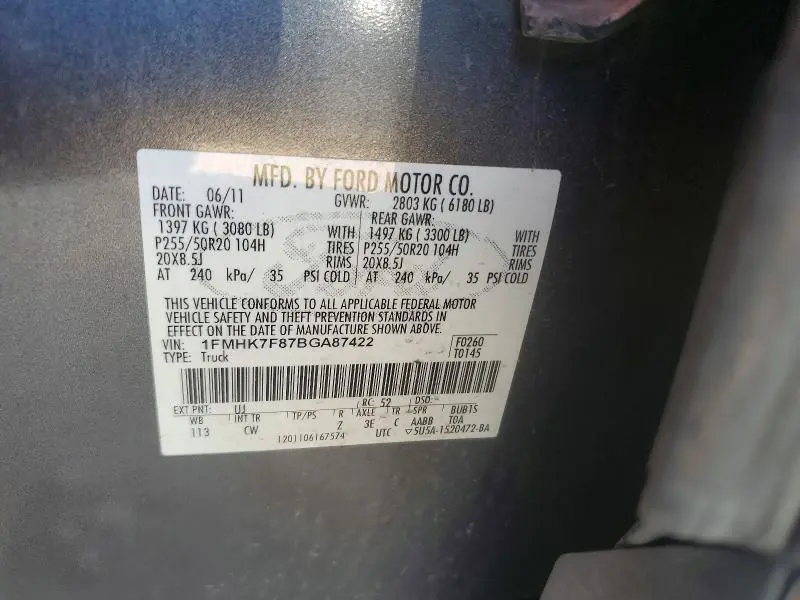 MFD. BY FORD MOTOR CO.
DATE: 06/11 GVWR: 2803 KG ( 6180 LB)
FRONT GAWR: REAR GAWR:
1397 KG ( 3080 LB) WITH 1497 KG ( 3300 LB) WITH
P255/50R20 104H TIRES P255/50R20 104H TIRES
20X8.5J RIMS 20X8.5J RIMS
AT 240 kPa/ 35 PSI COLD AT 240 kPa/ 35 PSI COLD
THIS VEHICLE CONFORMS TO ALL APPLICABLE FEDERAL MOTOR
VEHICLE SAFETY AND THEFT PREVENTION STANDARDS IN
EFFECT ON THE DATE OF MANUFACTURE SHOWN ABOVE.
VIN: 1FMHK7F87BGA87422 F0260
TYPE: Truck T0145
RC: 52 DSO:
EXT PNT: UJ
WB INT TR TP/PS R AXLE TR SPR BUBTS
113 CW Z 3E C AABB TOA
1201106167574 UTC ▽5U5A-1520472-BA